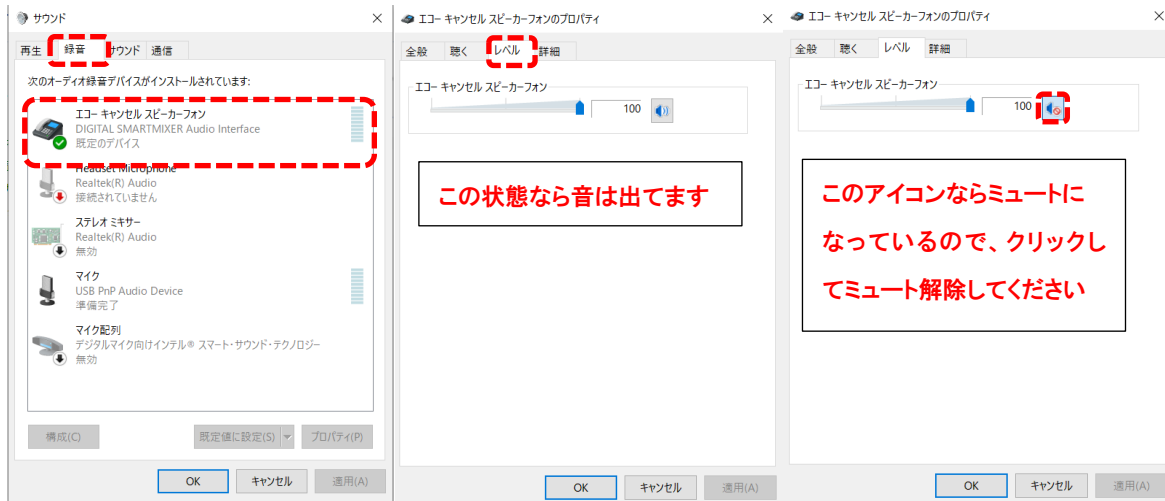 サウンド
再生 録音 サウンド 通信
次のオーディオ録音デバイスがインストールされています:
エコー キャンセル スピーカーフォン
DIGITAL SMARTMIXER Audio Interface
既定のデバイス
Headset Microphone
Realtek(R) Audio
接続されていません
ステレオ ミキサー
Realtek(R) Audio
無効
マイク
USB PnP Audio Device
準備完了
マイク配列
デジタルマイク向けインテル® スマート・サウンド・テクノロジー
無効
構成(C) 既定値に設定(S) プロパティ(P)
OK キャンセル 適用(A)
エコー キャンセル スピーカーフォンのプロパティ
全般 聴く レベル 詳細
エコー キャンセル スピーカーフォン
100
この状態なら音は出てます
OK キャンセル 適用(A)
エコー キャンセル スピーカーフォンのプロパティ
全般 聴く レベル 詳細
エコー キャンセル スピーカーフォン
100
このアイコンならミュートに
なっているので、クリックし
てミュート解除してください
OK キャンセル 適用(A)